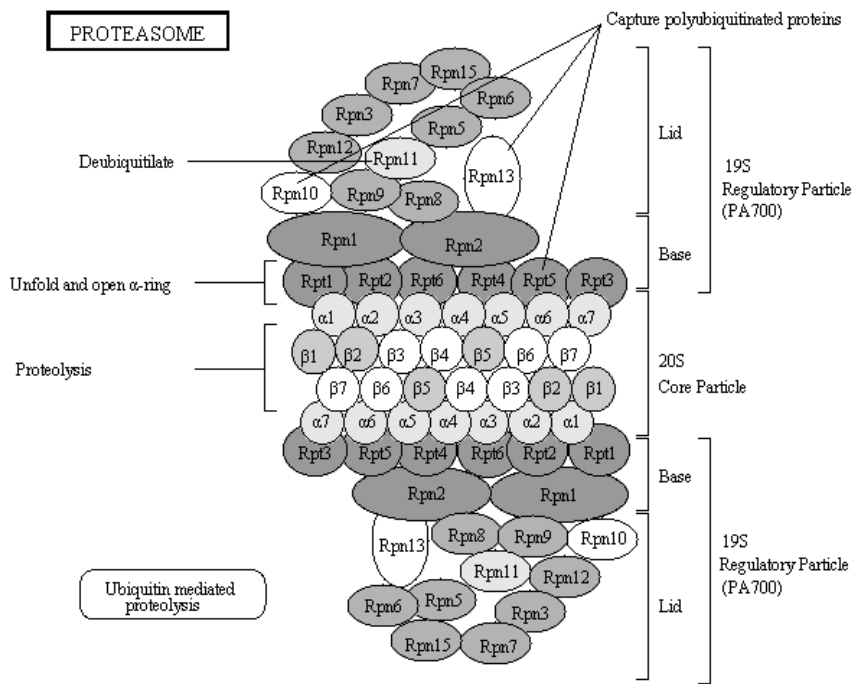 PROTEASOME
Capture polyubiquitinated proteins
Rpn15
Rpn7
Rpn6
Rpn3
Rpn5
Lid
Rpn12
Deubiquitilate
Rpn11
19S
Regulatory Particle
(PA700)
Rpn13
Rpn10
Rpn9
Rpn8
Rpn1
Rpn2
Base
Unfold and open α-ring
Rpt1 Rpt2 Rpt6 Rpt4 Rpt5 Rpt3
α1 α2 α3 α4 α5 α6 α7
Proteolysis
β1 β2 β3 β4 β5 β6 β7
20S
Core Particle
β7 β6 β5 β4 β3 β2 β1
α7 α6 α5 α4 α3 α2 α1
Rpt3 Rpt5 Rpt4 Rpt6 Rpt2 Rpt1
Base
Rpn2
Rpn1
Rpn8
Rpn9
Rpn10
Rpn13
19S
Regulatory Particle
(PA700)
Rpn11
Rpn12
Ubiquitin mediated
proteolysis
Rpn6
Rpn5
Rpn3
Lid
Rpn15
Rpn7